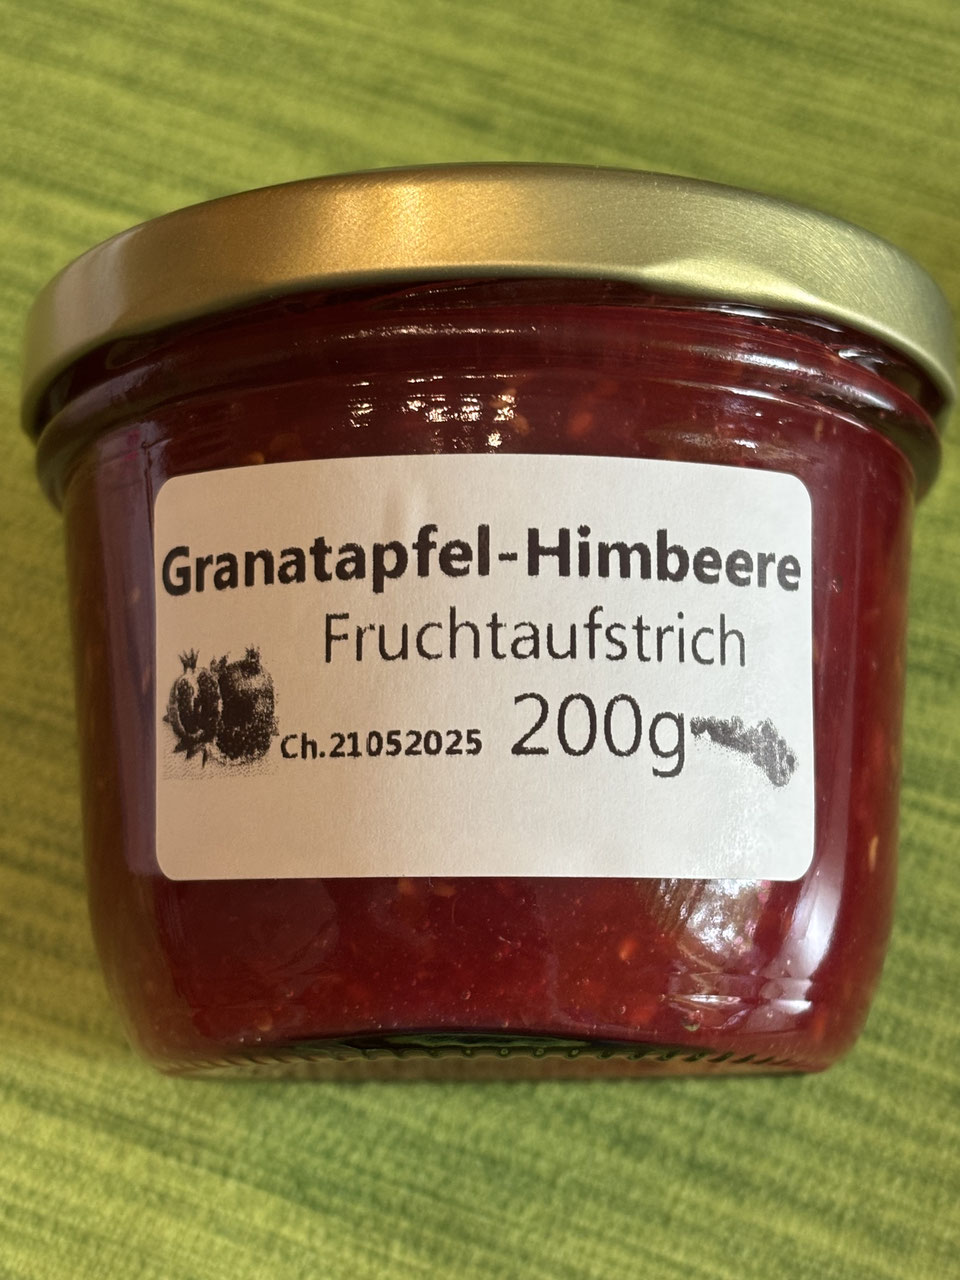 Granatapfel-Himbeere
Fruchtaufstrich
Ch.21052025 200g